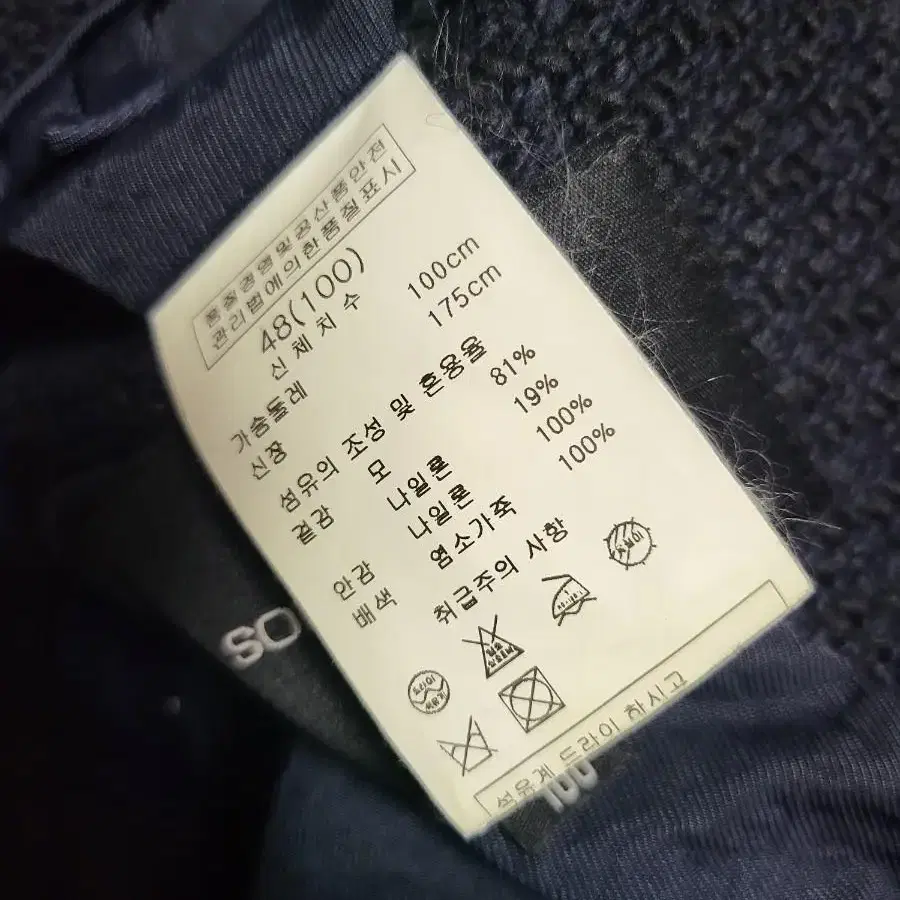 품질경영및공산품안전
관리법에의한품질표시
48(100)
신체치수
가슴둘레 100cm
신장 175cm
섬유의 조성 및 혼용율
겉감 모 81%
나일론 19%
안감 나일론 100%
배색 염소가죽 100%
취급주의 사항
드라이
석유계 드라이 하시고
SO
100